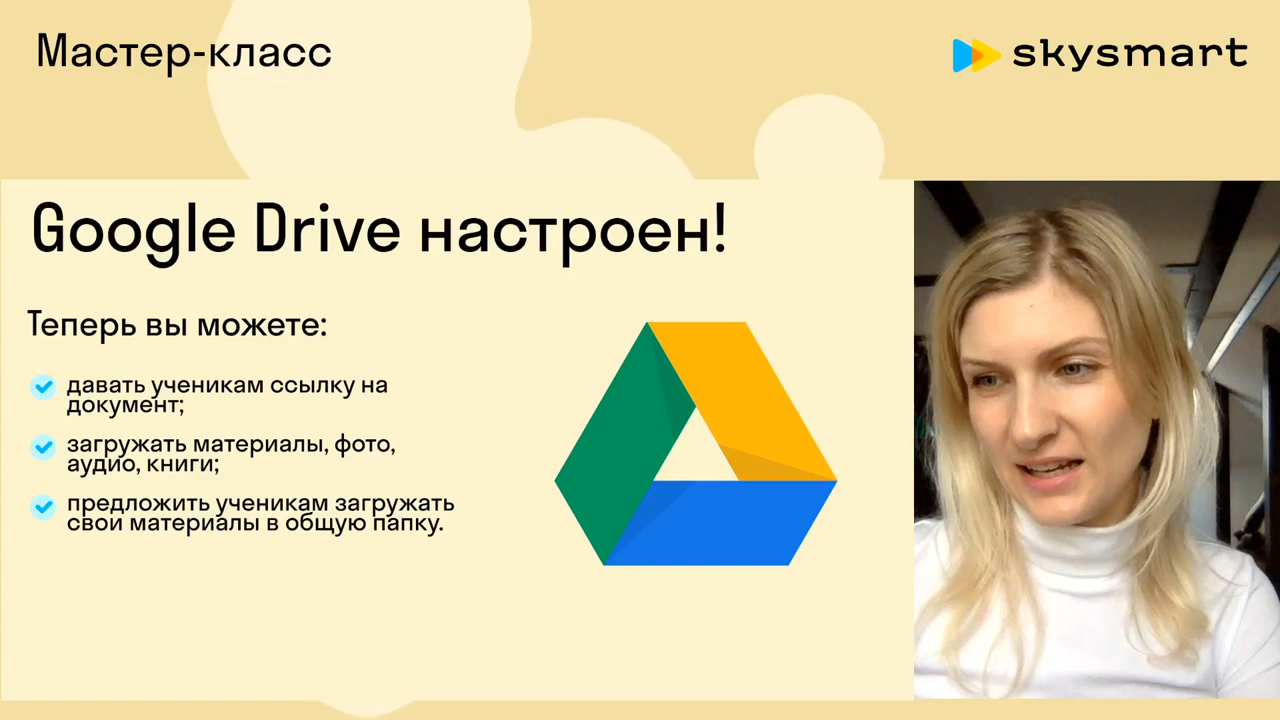 Мастер-класс
skysmart
Google Drive настроен!
Теперь вы можете:
давать ученикам ссылку на
документ;
загружать материалы, фото,
аудио, книги;
предложить ученикам загружать
свои материалы в общую папку.